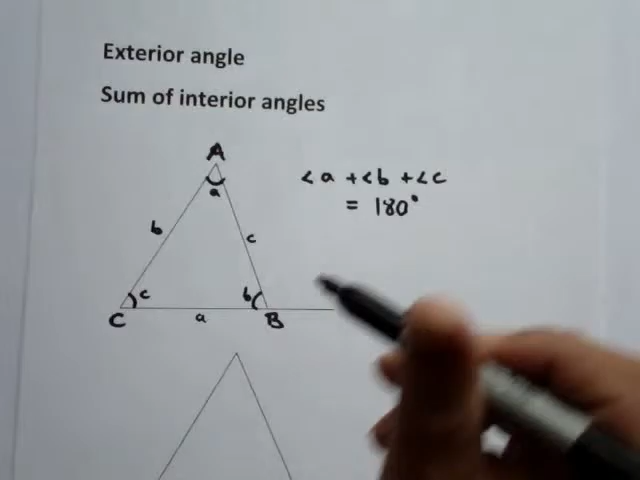 Exterior angle
Sum of interior angles
A
a
<a + <b + <c
= 180°
b
c
c
b
C
a
B